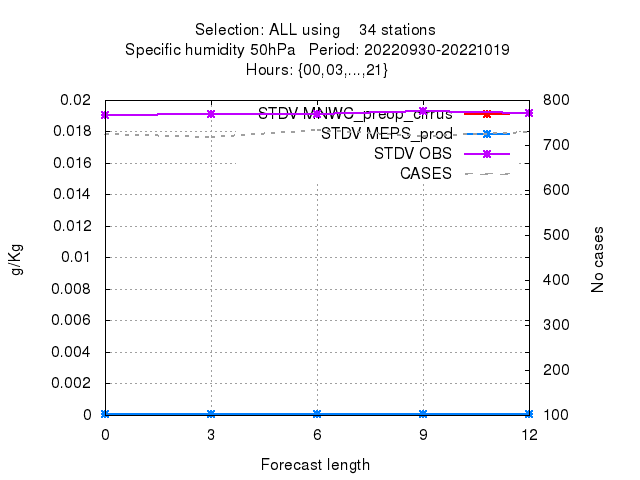 Selection: ALL using    34 stations
Specific humidity 50hPa   Period: 20220930-20221019
Hours: {00,03,...,21}
0.02
0.018
0.016
0.014
0.012
0.01
0.008
0.006
0.004
0.002
0
g/Kg
STDV MNWC_preop_cirrus
STDV MEPS_prod
STDV OBS
CASES
800
700
600
500
400
300
200
100
No cases
0 3 6 9 12
Forecast length